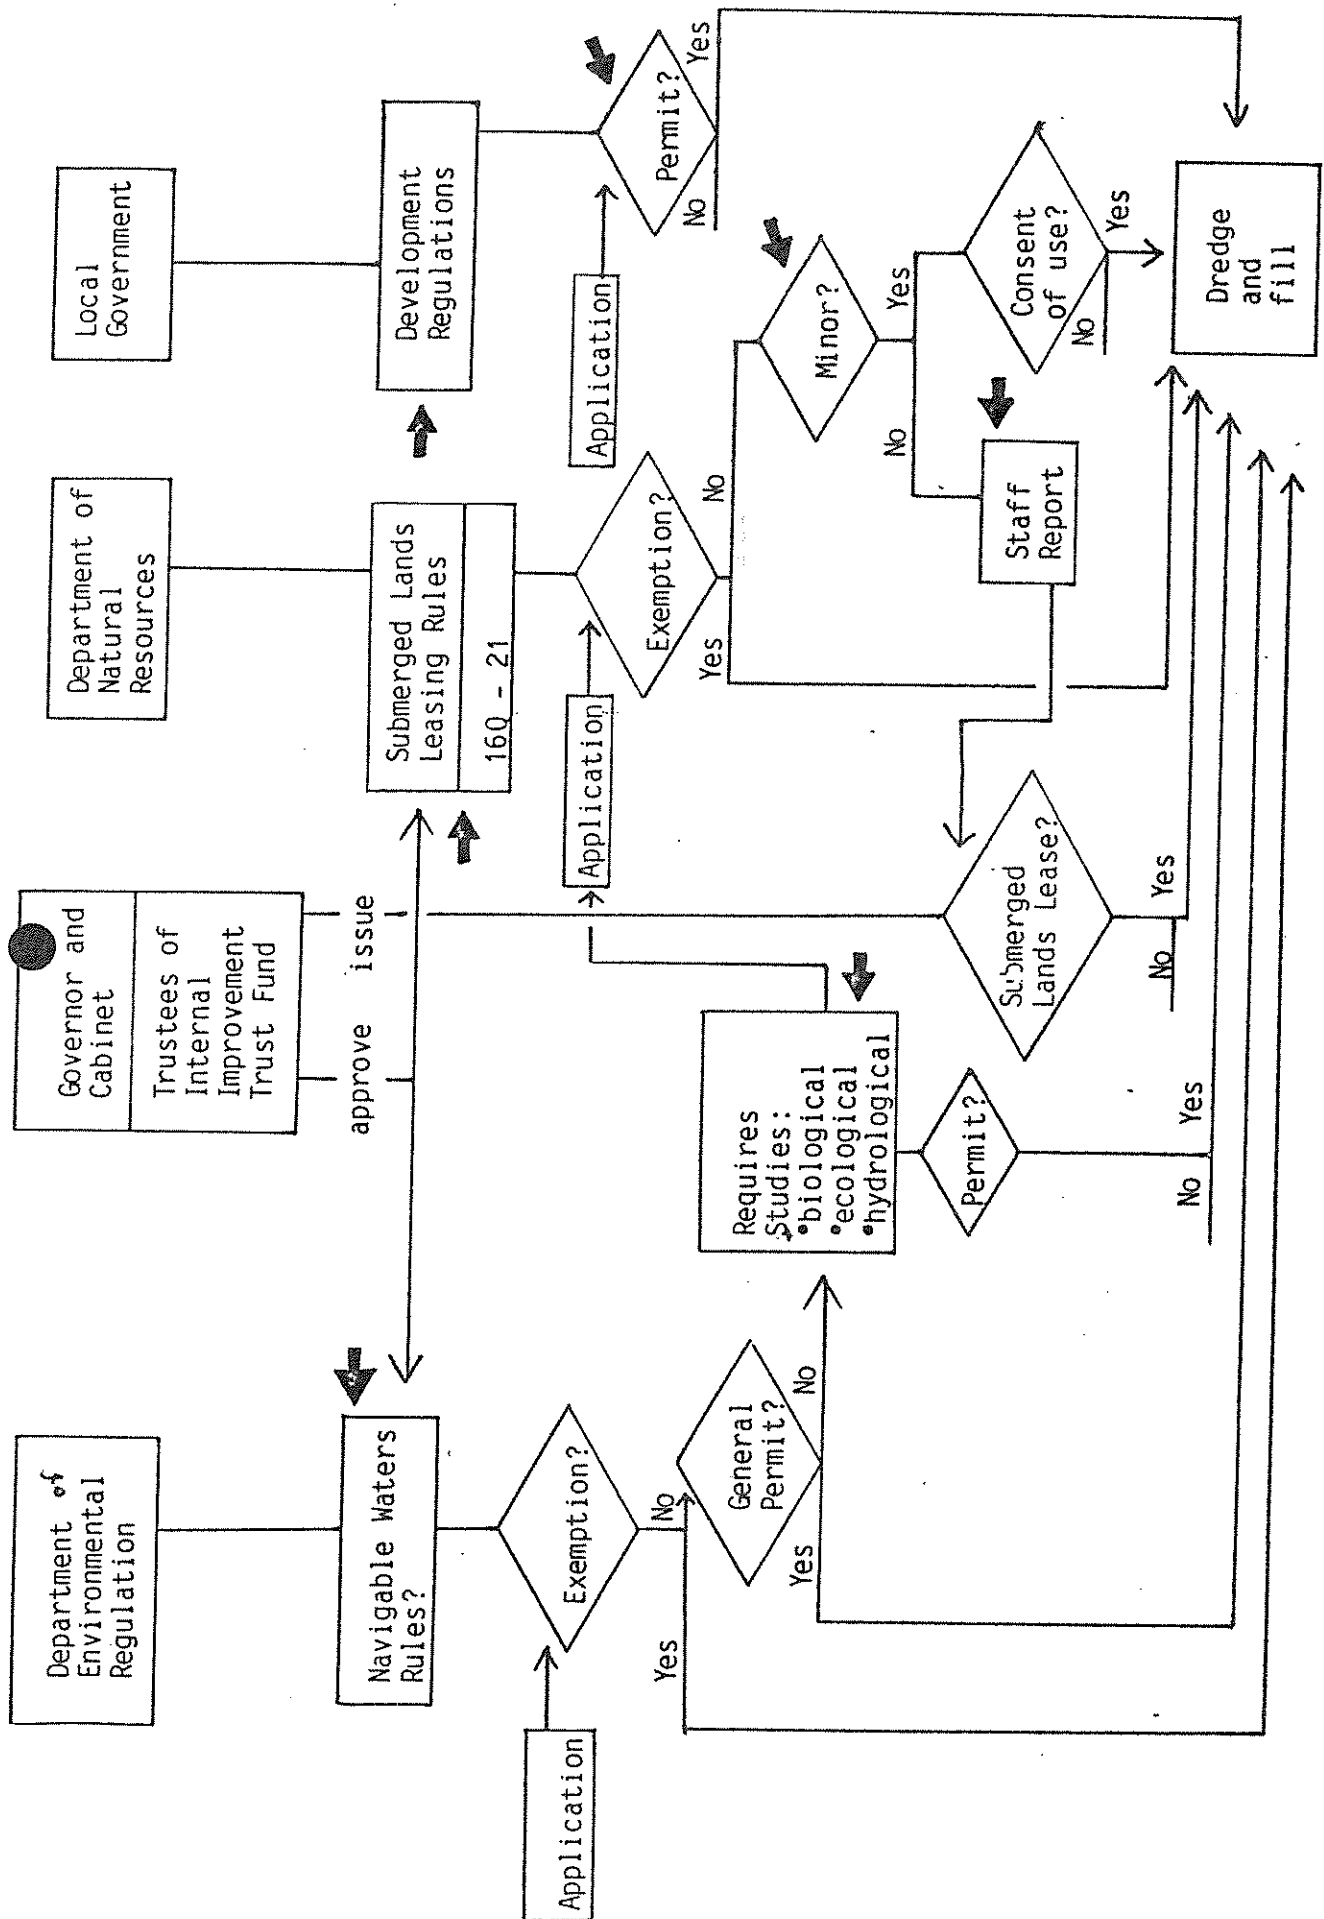 Department of
Environmental
Regulation
Governor and
Cabinet
Trustees of
Internal
Improvement
Trust Fund
Department of
Natural
Resources
Local
Government
approve
issue
Navigable Waters
Rules?
Submerged Lands
Leasing Rules
16Q - 21
Development
Regulations
Application
Exemption?
Application
Exemption?
Application
Permit?
No
Yes
Yes
No
General
Permit?
Yes
No
Requires
Studies:
•biological
•ecological
•hydrological
Permit?
No
Yes
Yes
No
Minor?
No
Yes
Staff
Report
Consent
of use?
No
Yes
Submerged
Lands Lease?
No
Yes
Dredge
and
fill